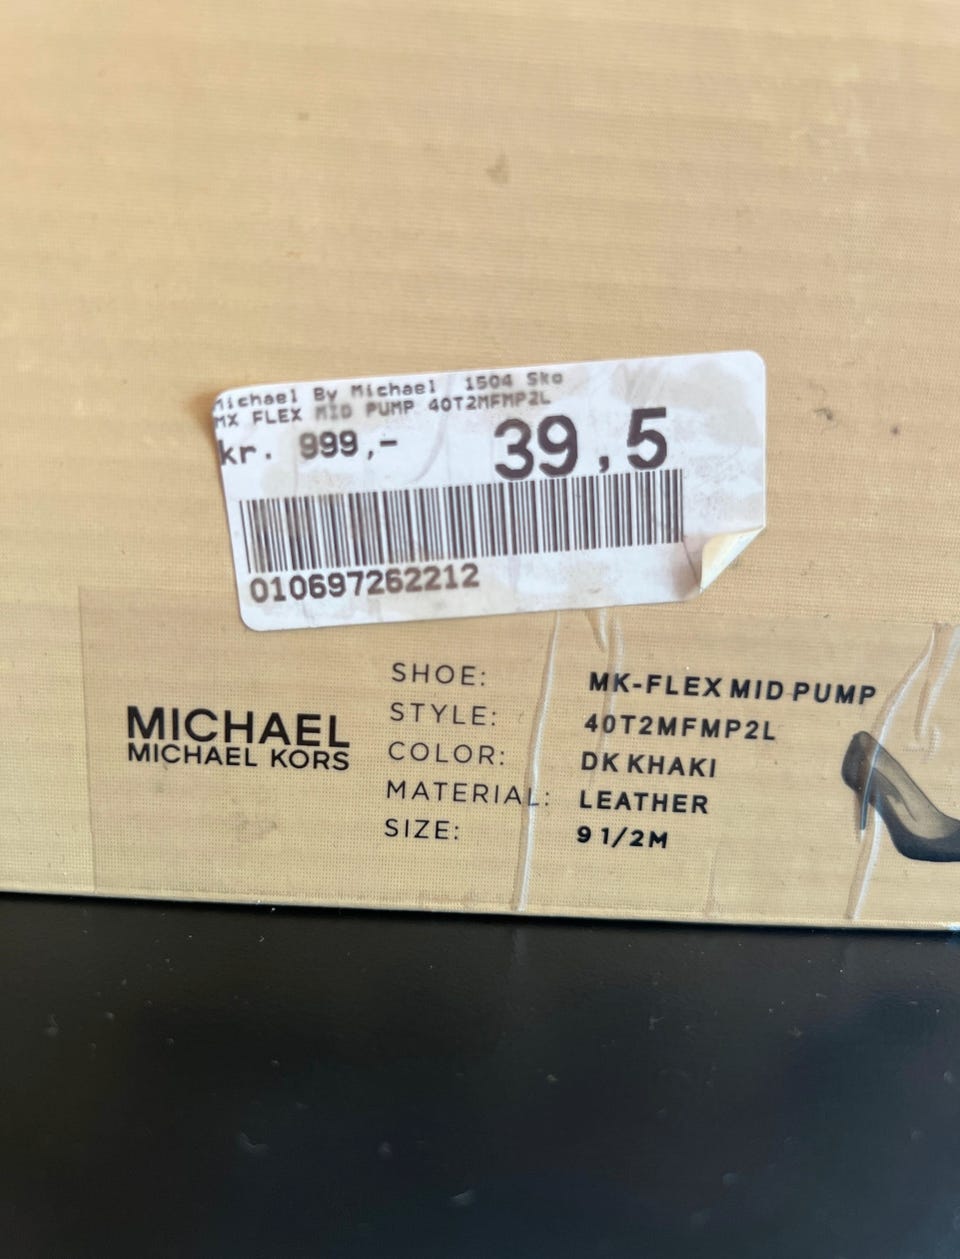 Michael By Michael 1504 Sko
MX FLEX MID PUMP 40T2MFMP2L
kr. 999,-
39,5
010697262212
MICHAEL
MICHAEL KORS
SHOE: MK-FLEX MID PUMP
STYLE: 40T2MFMP2L
COLOR: DK KHAKI
MATERIAL: LEATHER
SIZE: 9 1/2M